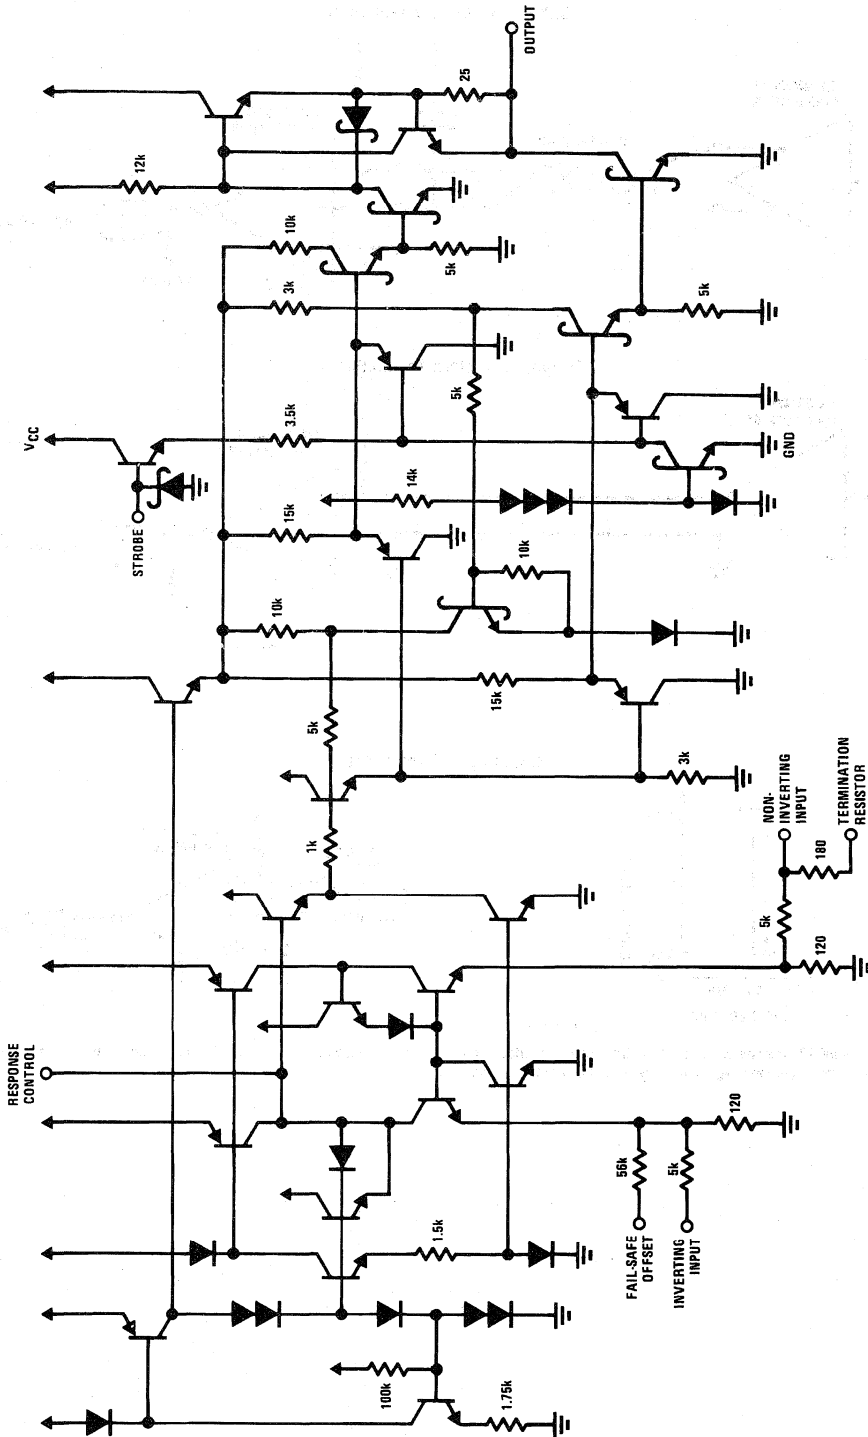 RESPONSE
CONTROL
STROBE
VCC
12k
OUTPUT
10k
15k
3.5k
3k
10k
25
5k
1k
14k
5k
5k
10k
100k
1.5k
15k
5k
1.75k
56k
5k
120
FAIL-SAFE
OFFSET
INVERTING
INPUT
5k
120
180
NON-
INVERTING
INPUT
TERMINATION
RESISTOR
3k
GND